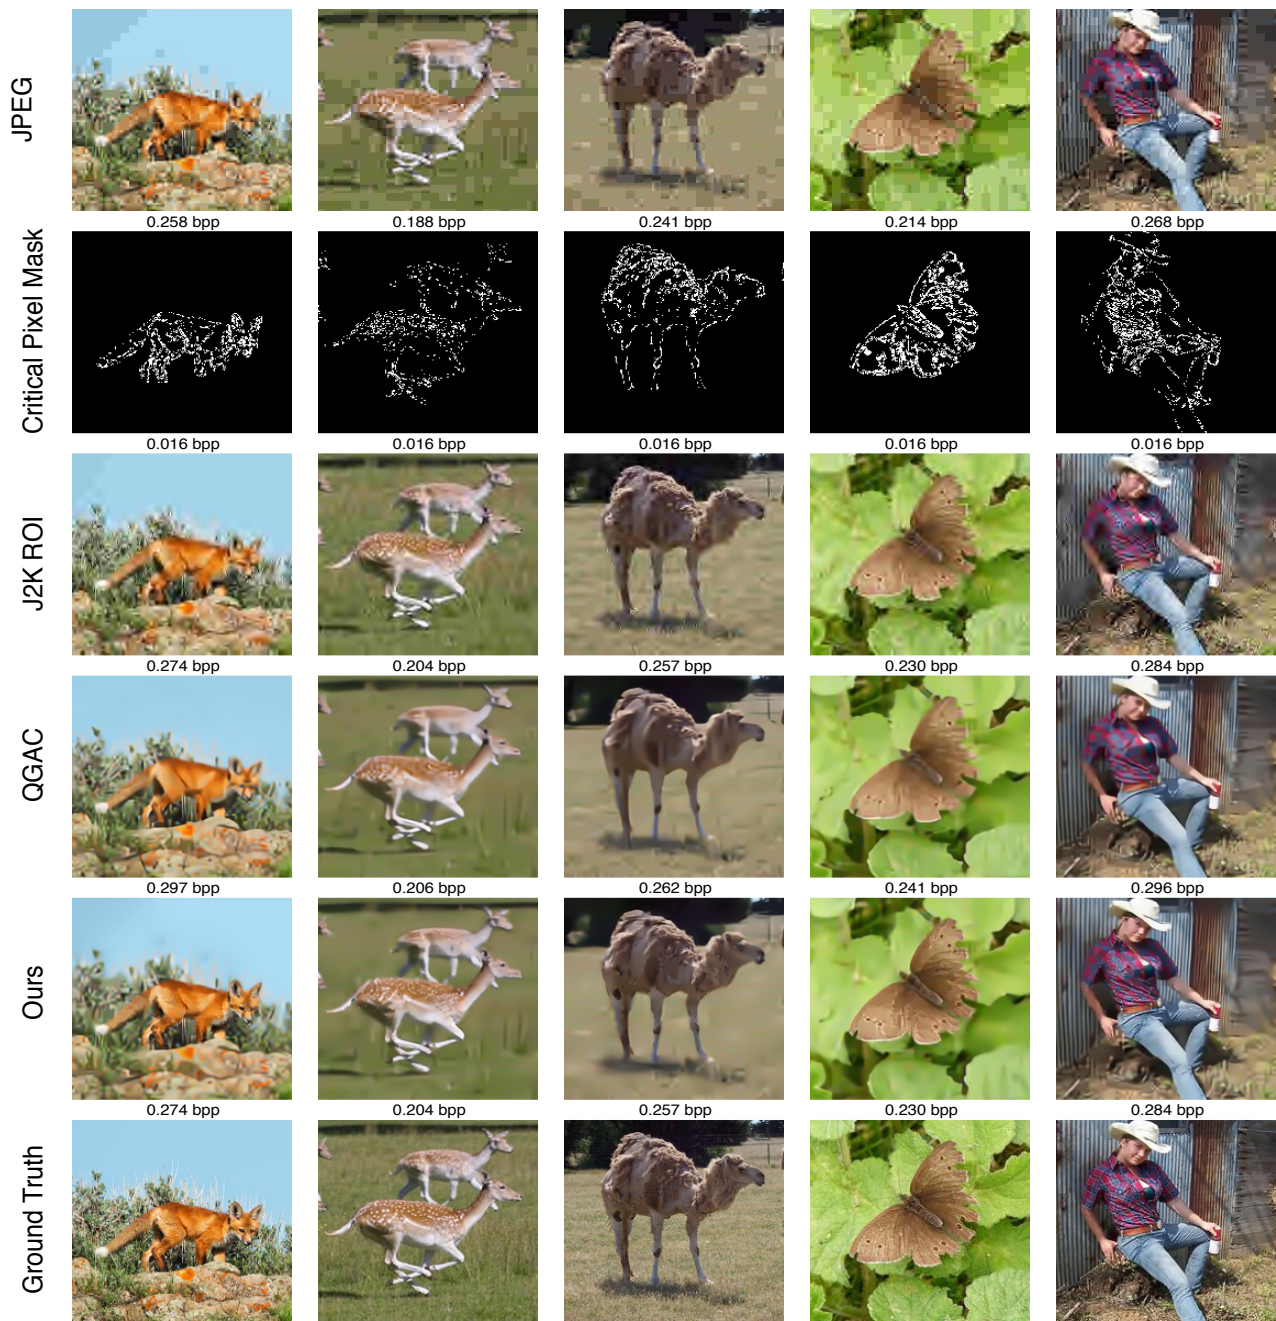 JPEG
0.258 bpp 0.188 bpp 0.241 bpp 0.214 bpp 0.268 bpp
Critical Pixel Mask
0.016 bpp 0.016 bpp 0.016 bpp 0.016 bpp 0.016 bpp
J2K ROI
0.274 bpp 0.204 bpp 0.257 bpp 0.230 bpp 0.284 bpp
QGAC
0.297 bpp 0.206 bpp 0.262 bpp 0.241 bpp 0.296 bpp
Ours
0.274 bpp 0.204 bpp 0.257 bpp 0.230 bpp 0.284 bpp
Ground Truth